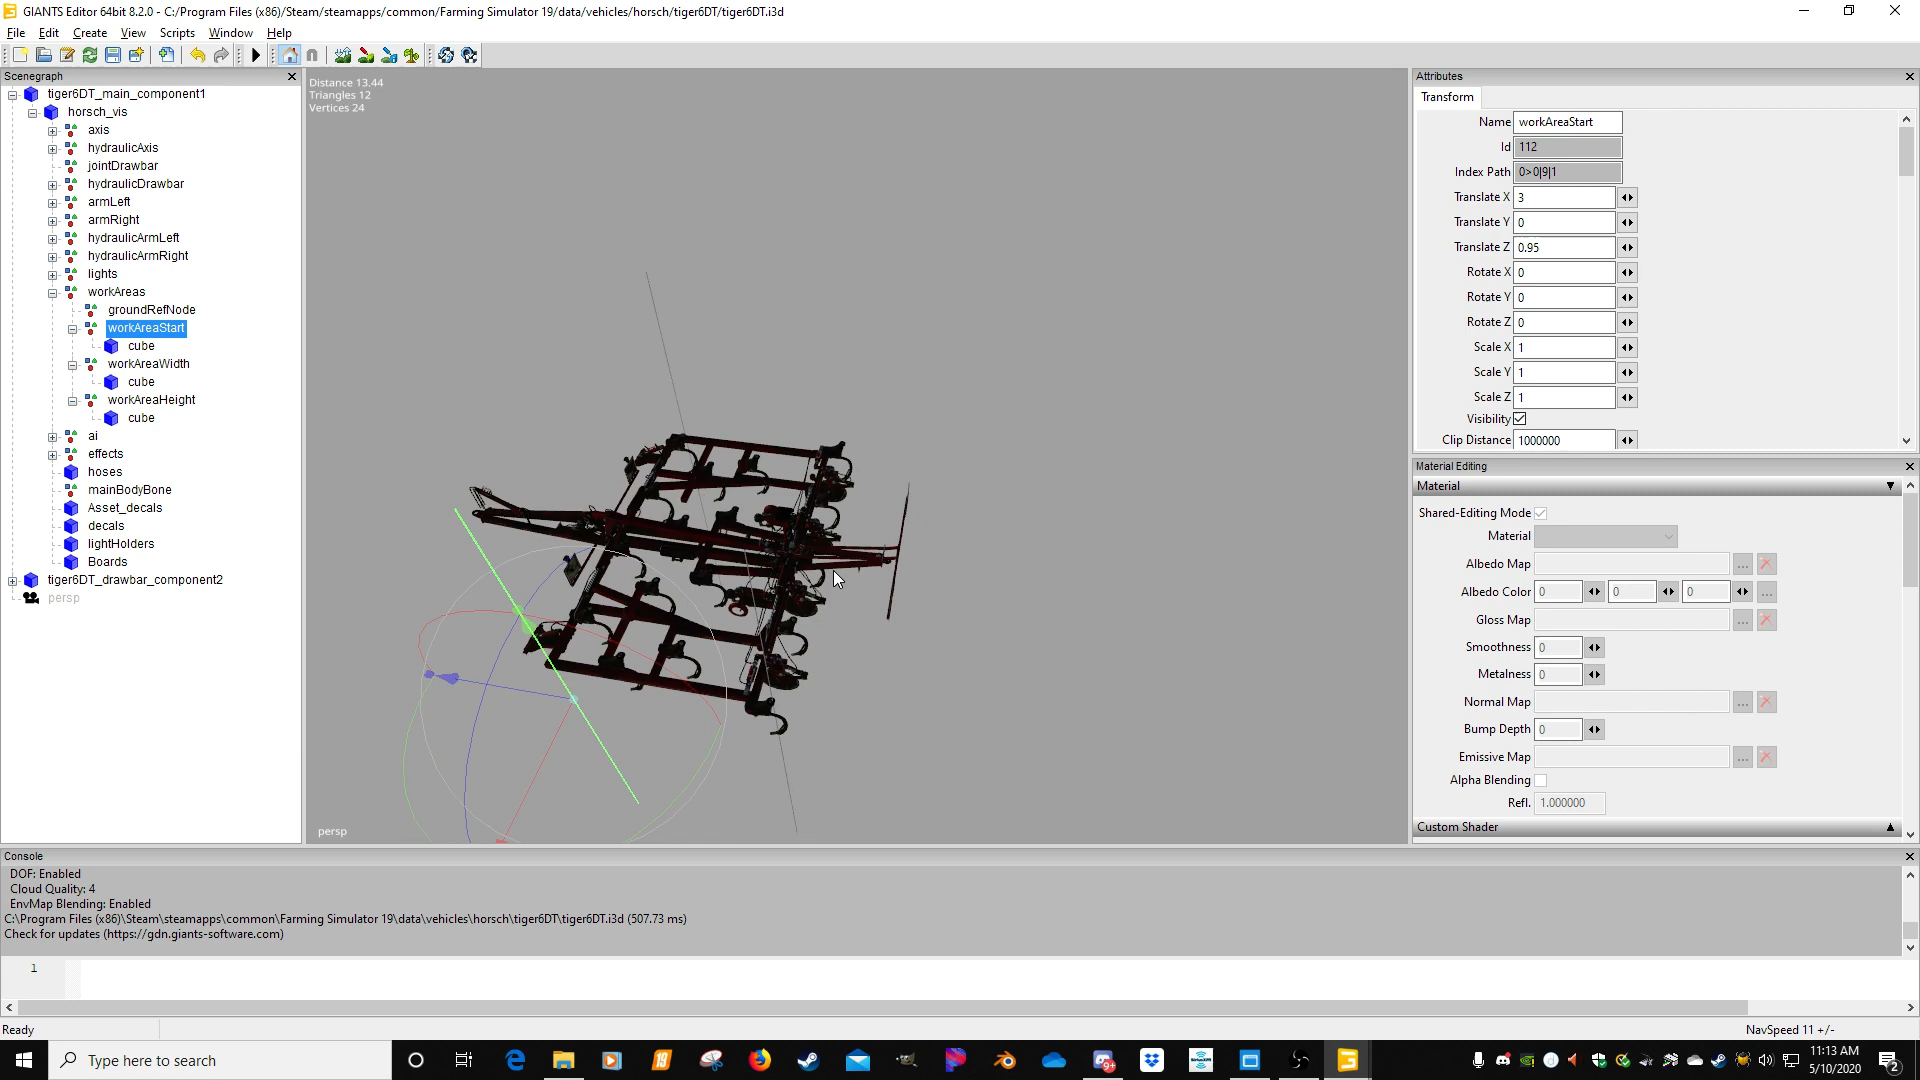 GIANTS Editor 64bit 8.2.0 - C:/Program Files (x86)/Steam/steamapps/common/Farming Simulator 19/data/vehicles/horsch/tiger6DT/tiger6DT.i3d
File Edit Create View Scripts Window Help
Scenegraph
tiger6DT_main_component1
horsch_vis
axis
hydraulicAxis
jointDrawbar
hydraulicDrawbar
armLeft
armRight
hydraulicArmLeft
hydraulicArmRight
lights
workAreas
groundRefNode
workAreaStart
cube
workAreaWidth
cube
workAreaHeight
cube
ai
effects
hoses
mainBodyBone
Asset_decals
decals
lightHolders
Boards
tiger6DT_drawbar_component2
persp
Distance 13.44
Triangles 12
Vertices 24
persp
Attributes
Transform
Name workAreaStart
Id 112
Index Path 0>0|9|1
Translate X 3
Translate Y 0
Translate Z 0.95
Rotate X 0
Rotate Y 0
Rotate Z 0
Scale X 1
Scale Y 1
Scale Z 1
Visibility
Clip Distance 1000000
Material Editing
Material
Shared-Editing Mode
Material
Albedo Map ...
Albedo Color 0 0 0 ...
Gloss Map ...
Smoothness 0
Metalness 0
Normal Map ...
Bump Depth 0
Emissive Map ...
Alpha Blending
Refl. 1.000000
Custom Shader
Console
DOF: Enabled
Cloud Quality: 4
EnvMap Blending: Enabled
C:\Program Files (x86)\Steam\steamapps\common\Farming Simulator 19\data\vehicles\horsch\tiger6DT\tiger6DT.i3d (507.73 ms)
Check for updates (https://gdn.giants-software.com)
1
Ready
NavSpeed 11 +/-
Type here to search
19
9+
11:13 AM
5/10/2020
2